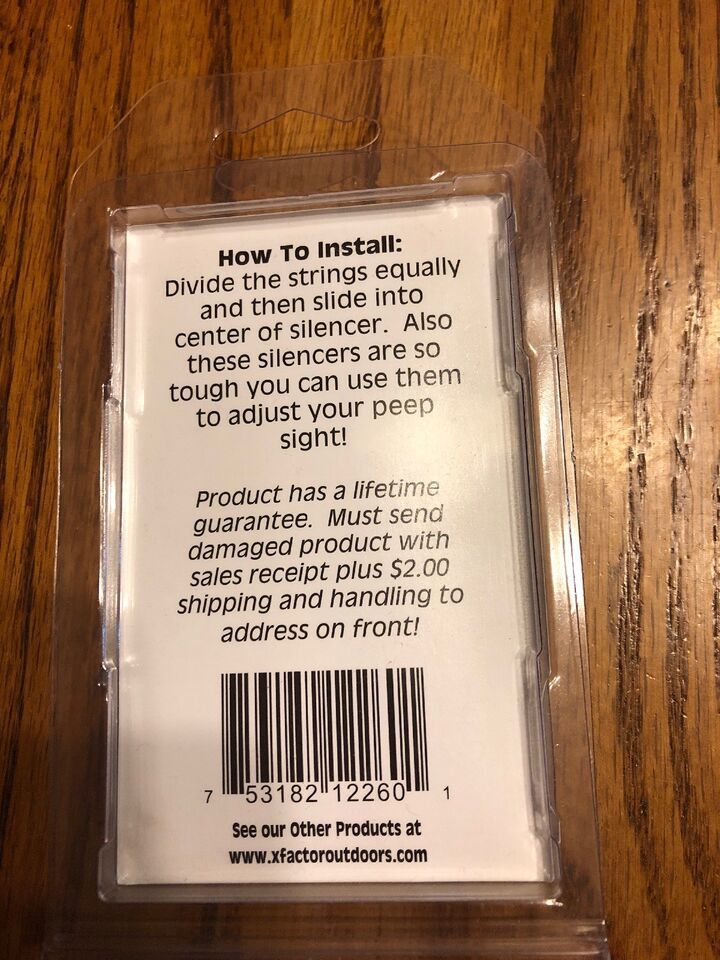 How To Install:
Divide the strings equally
and then slide into
center of silencer. Also
these silencers are so
tough you can use them
to adjust your peep
sight!
Product has a lifetime
guarantee. Must send
damaged product with
sales receipt plus $2.00
shipping and handling to
address on front!
7 53182 12260 1
See our Other Products at
www.xfactoroutdoors.com